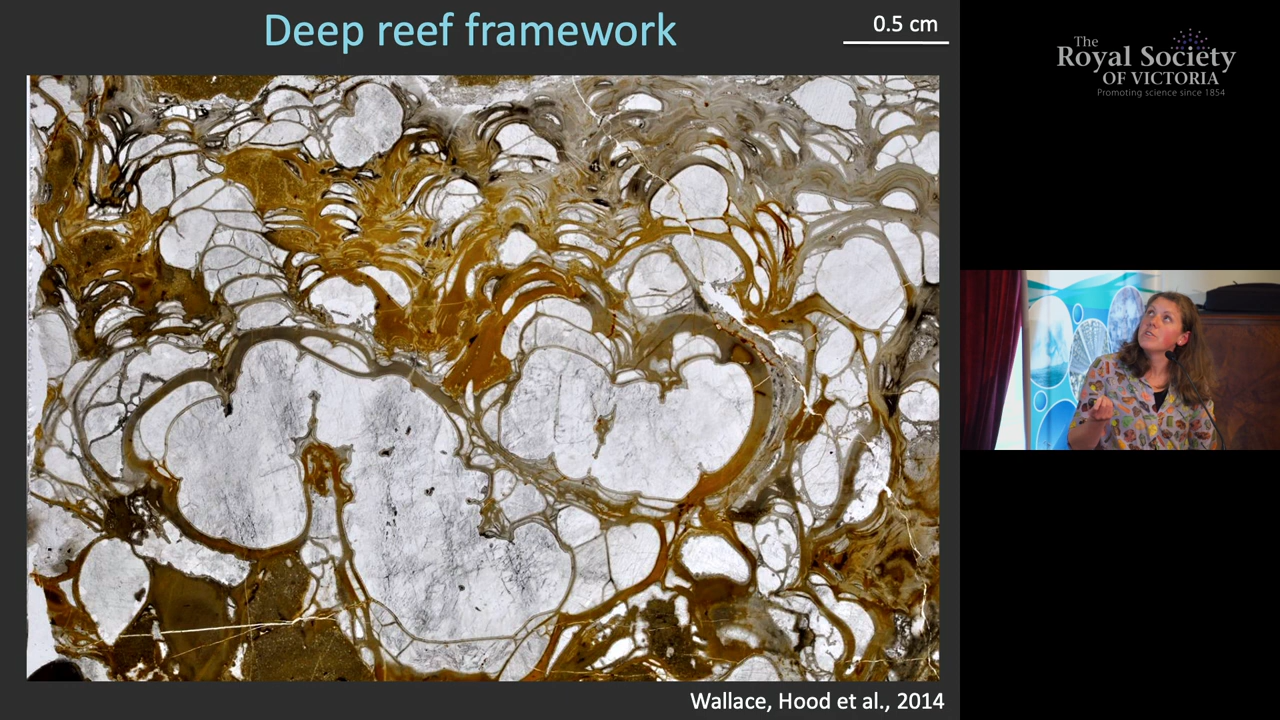 Deep reef framework
0.5 cm
Wallace, Hood et al., 2014
The
Royal Society
OF VICTORIA
Promoting science since 1854